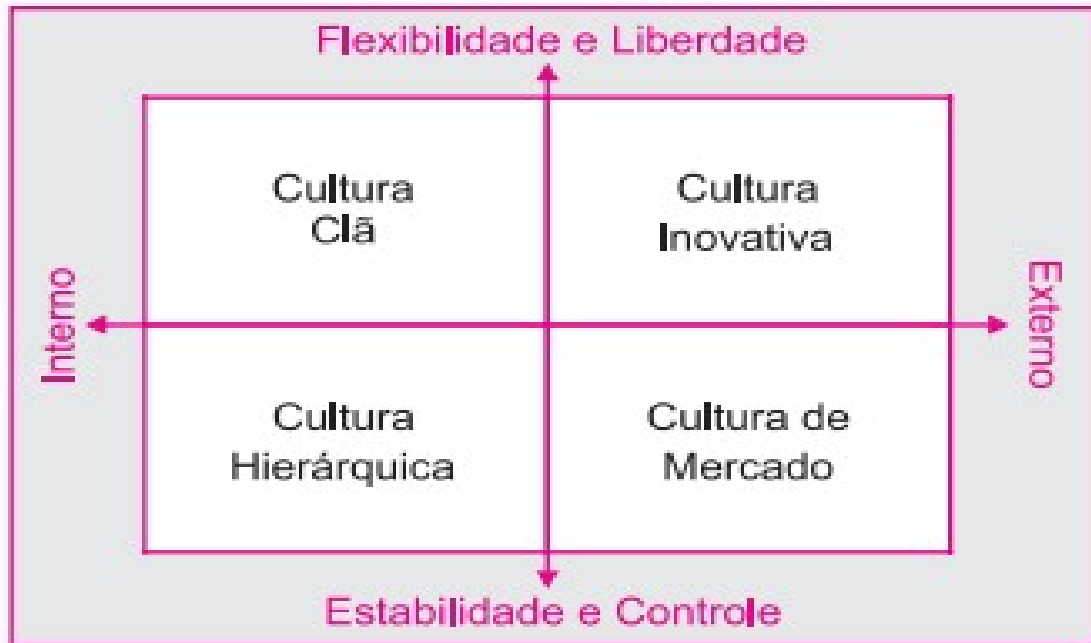 Flexibilidade e Liberdade
Cultura
Clã
Cultura
Inovativa
Interno
Externo
Cultura
Hierárquica
Cultura de
Mercado
Estabilidade e Controle